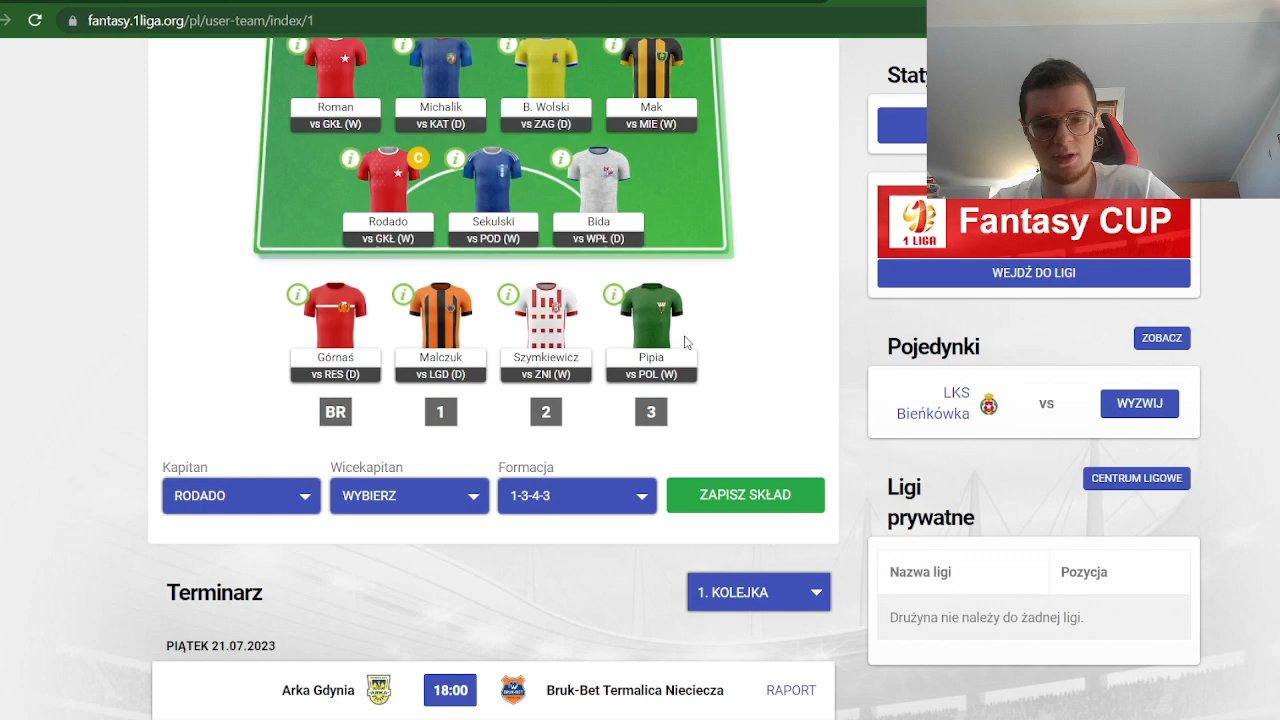 fantasy.1liga.org/pl/user-team/index/1
Roman
vs GKŁ (W)
Michalik
vs KAT (D)
B. Wolski
vs ZAG (D)
Mak
vs MIE (W)
C
Rodado
vs GKŁ (W)
Sekulski
vs POD (W)
Bida
vs WPŁ (D)
Górnaś
vs RES (D)
Malczuk
vs LGD (D)
Szymkiewicz
vs ZNI (W)
Pipia
vs POL (W)
BR
1
2
3
Kapitan
Wicekapitan
Formacja
RODADO
WYBIERZ
1-3-4-3
ZAPISZ SKŁAD
Terminarz
1. KOLEJKA
PIĄTEK 21.07.2023
Arka Gdynia
18:00
Bruk-Bet Termalica Nieciecza
RAPORT
Staty
1 LIGA
Fantasy CUP
WEJDŹ DO LIGI
Pojedynki
ZOBACZ
LKS
Bieńkówka
vs
WYZWIJ
Ligi
prywatne
CENTRUM LIGOWE
Nazwa ligi
Pozycja
Drużyna nie należy do żadnej ligi.